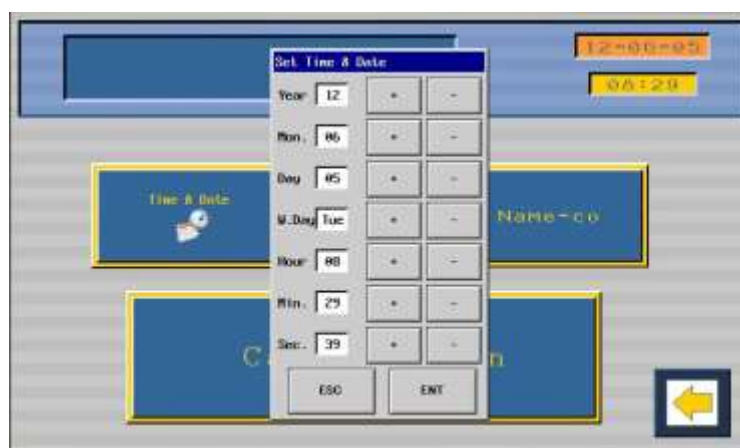 12-06-05
08:29
Set Time & Date
Year 12 + -
Mon. 06 + -
Day 05 + -
W.Day Tue + -
Hour 08 + -
Min. 29 + -
Sec. 39 + -
ESC ENT
Time & Date
Name-co
C
n